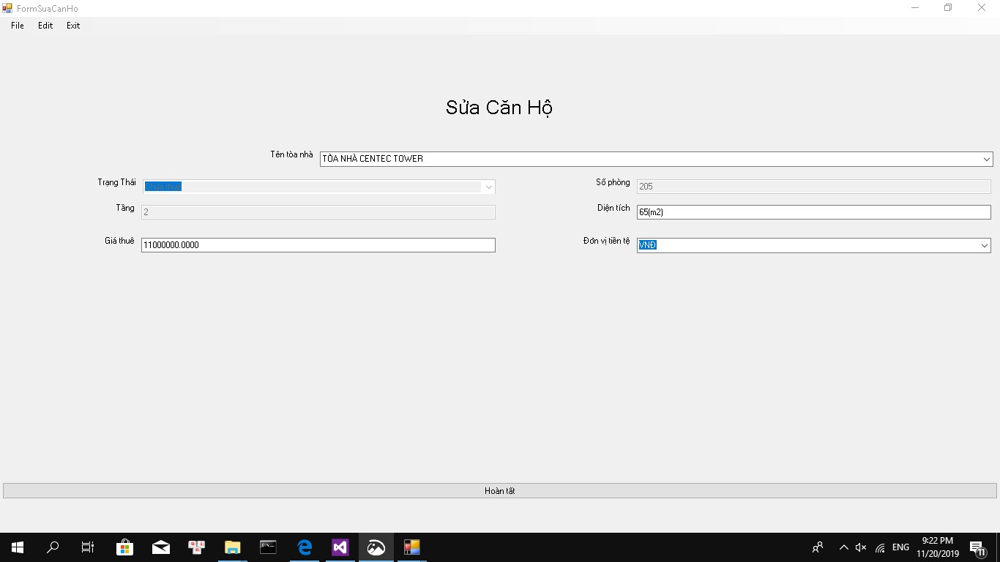 FormSuaCanHo
File Edit Exit
Sửa Căn Hộ
Tên tòa nhà TÒA NHÀ CENTEC TOWER
Trạng Thái Số phòng 205
Tầng 2 Diện tích 65(m2)
Giá thuê 11000000.0000 Đơn vị tiền tệ VNĐ
Hoàn tất
ENG 9:22 PM
11/20/2019 11